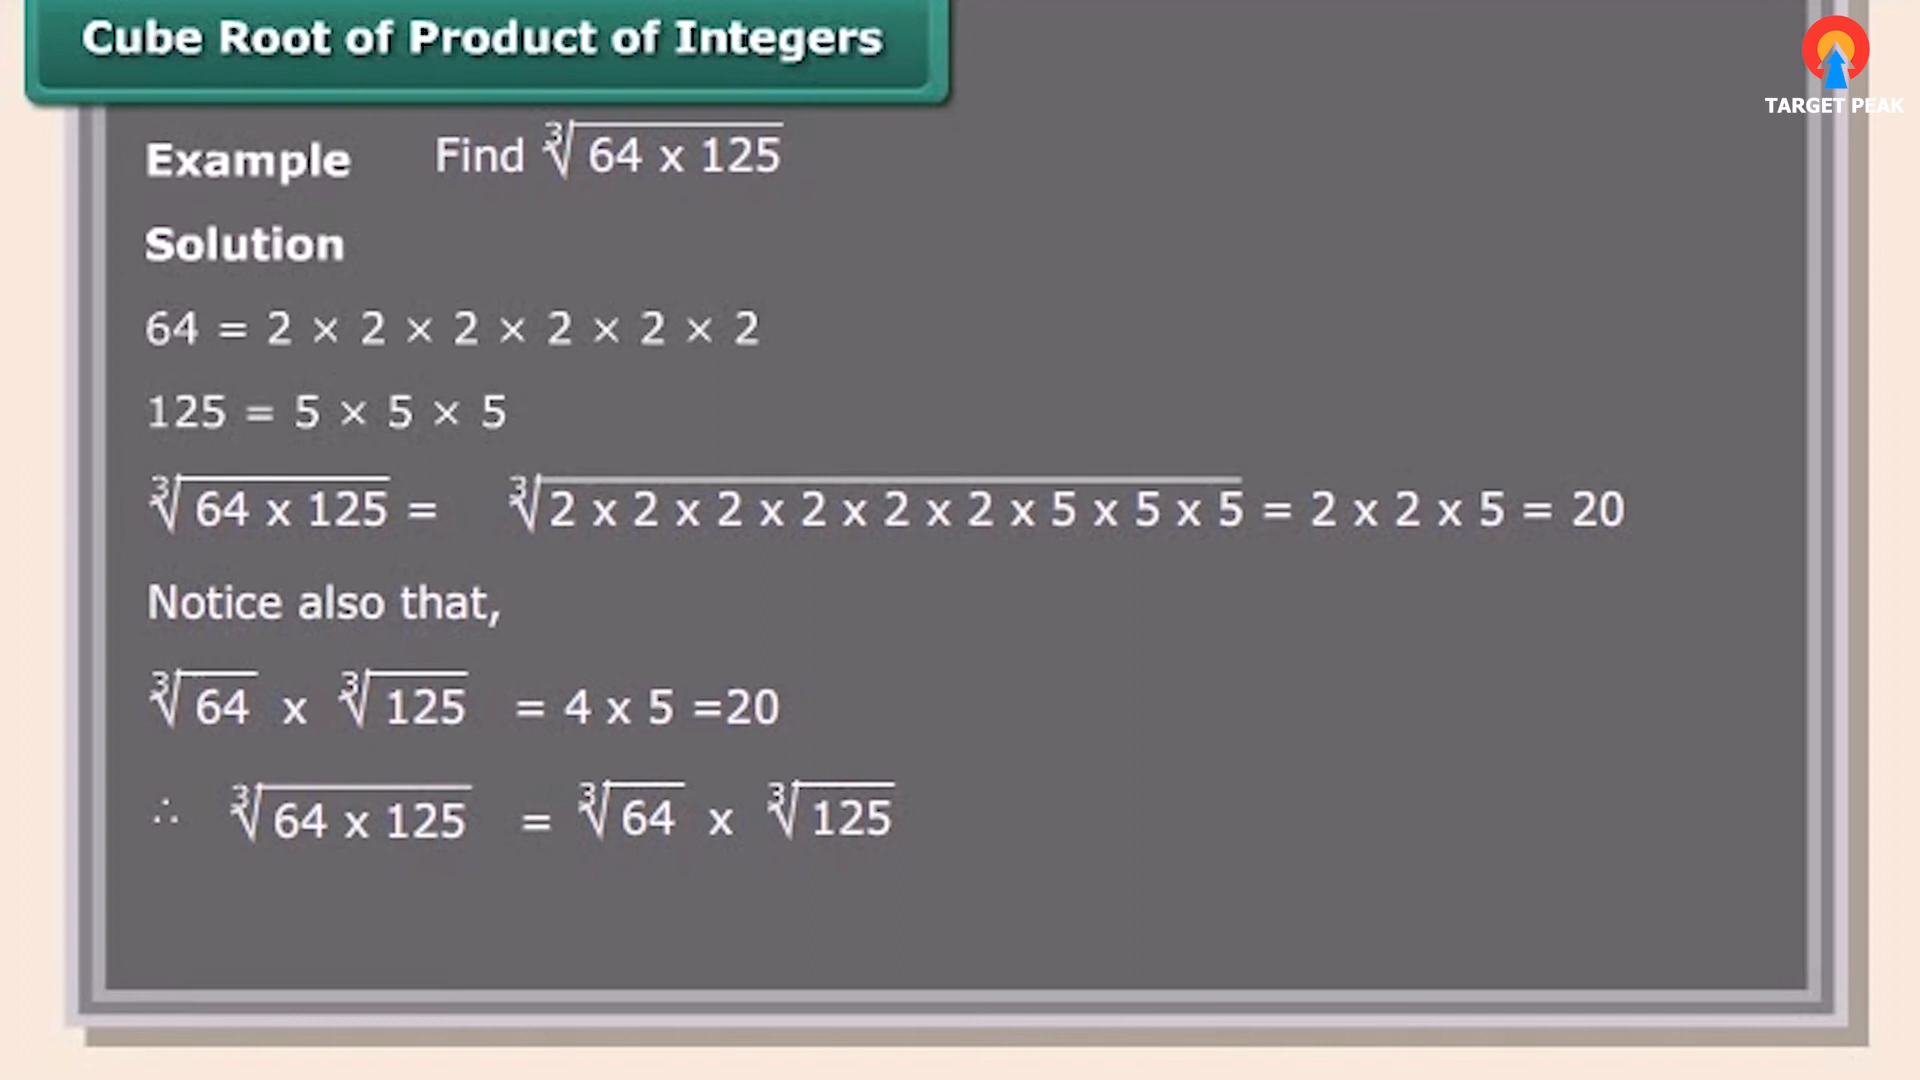 Cube Root of Product of Integers
TARGET PEAK
Example Find ∛64 x 125
Solution
64 = 2 × 2 × 2 × 2 × 2 × 2
125 = 5 × 5 × 5
∛64 x 125 = ∛2 x 2 x 2 x 2 x 2 x 2 x 5 x 5 x 5 = 2 x 2 x 5 = 20
Notice also that,
∛64 x ∛125 = 4 x 5 =20
∴ ∛64 x 125 = ∛64 x ∛125